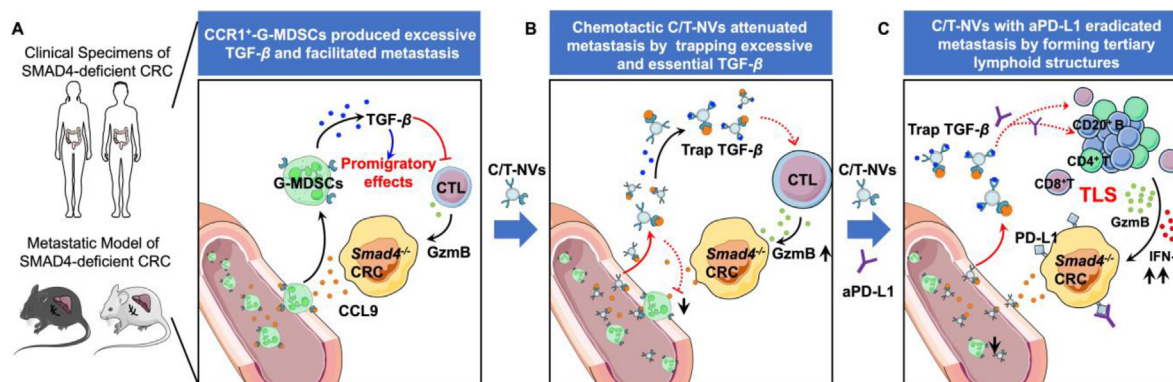 A
Clinical Specimens of
SMAD4-deficient CRC
Metastatic Model of
SMAD4-deficient CRC
CCR1⁺-G-MDSCs produced excessive
TGF-β and facilitated metastasis
TGF-β
G-MDSCs
Promigratory
effects
CTL
GzmB
Smad4⁻/⁻
CRC
CCL9
C/T-NVs
B
Chemotactic C/T-NVs attenuated
metastasis by trapping excessive
and essential TGF-β
Trap TGF-β
CTL
GzmB
Smad4⁻/⁻
CRC
C/T-NVs
aPD-L1
C
C/T-NVs with aPD-L1 eradicated
metastasis by forming tertiary
lymphoid structures
Trap TGF-β
CD20⁺ B
CD4⁺ T
CD8⁺T
TLS
GzmB
PD-L1
IFN-
Smad4⁻/⁻
CRC